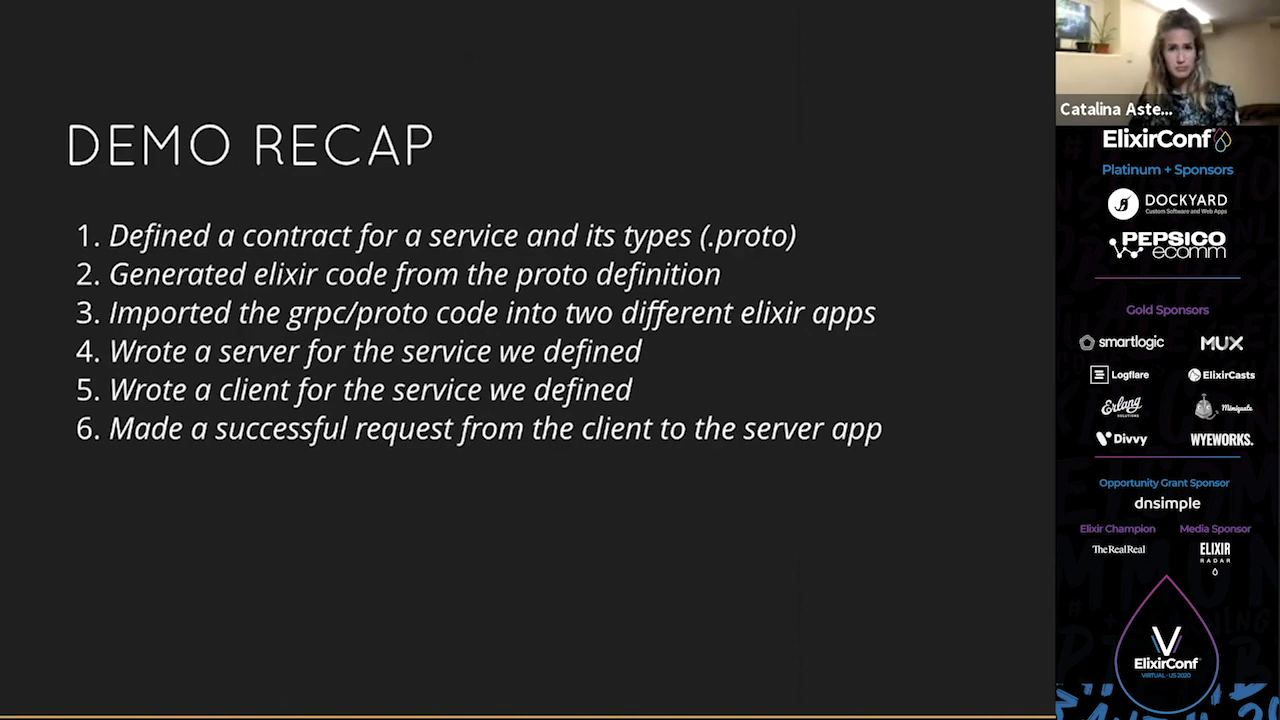 DEMO RECAP
1. Defined a contract for a service and its types (.proto)
2. Generated elixir code from the proto definition
3. Imported the grpc/proto code into two different elixir apps
4. Wrote a server for the service we defined
5. Wrote a client for the service we defined
6. Made a successful request from the client to the server app
Catalina Aste...
ElixirConf
Platinum + Sponsors
DOCKYARD
Custom Software and Web Apps
PEPSICO
ecomm
Gold Sponsors
smartlogic
MUX
Logflare
ElixirCasts
Erlang
SOLUTIONS
Miniquals
Divvy
WYEWORKS.
Opportunity Grant Sponsor
dnsimple
Elixir Champion
Media Sponsor
TheRealReal
ELIXIR
RADAR
V
ElixirConf
VIRTUAL - US 2020